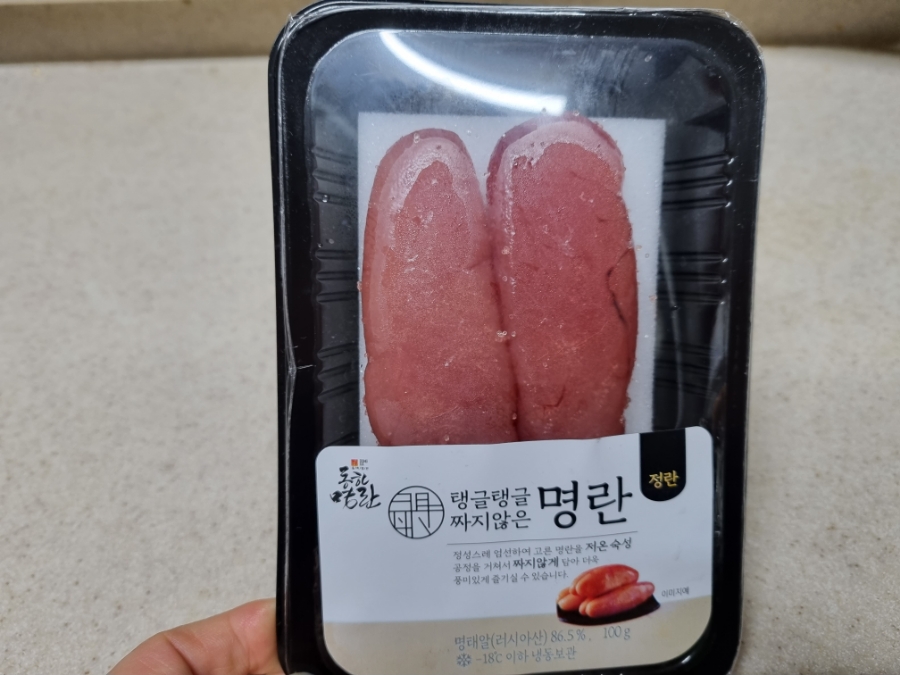 동한
명란
탱글탱글
짜지않은 명란
정란
정성스레 엄선하여 고른 명란을 저온 숙성
공정을 거쳐서 짜지않게 담아 더욱
풍미있게 즐기실 수 있습니다.
이미지예
명태알(러시아산) 86.5%, 100g
-18℃ 이하 냉동보관